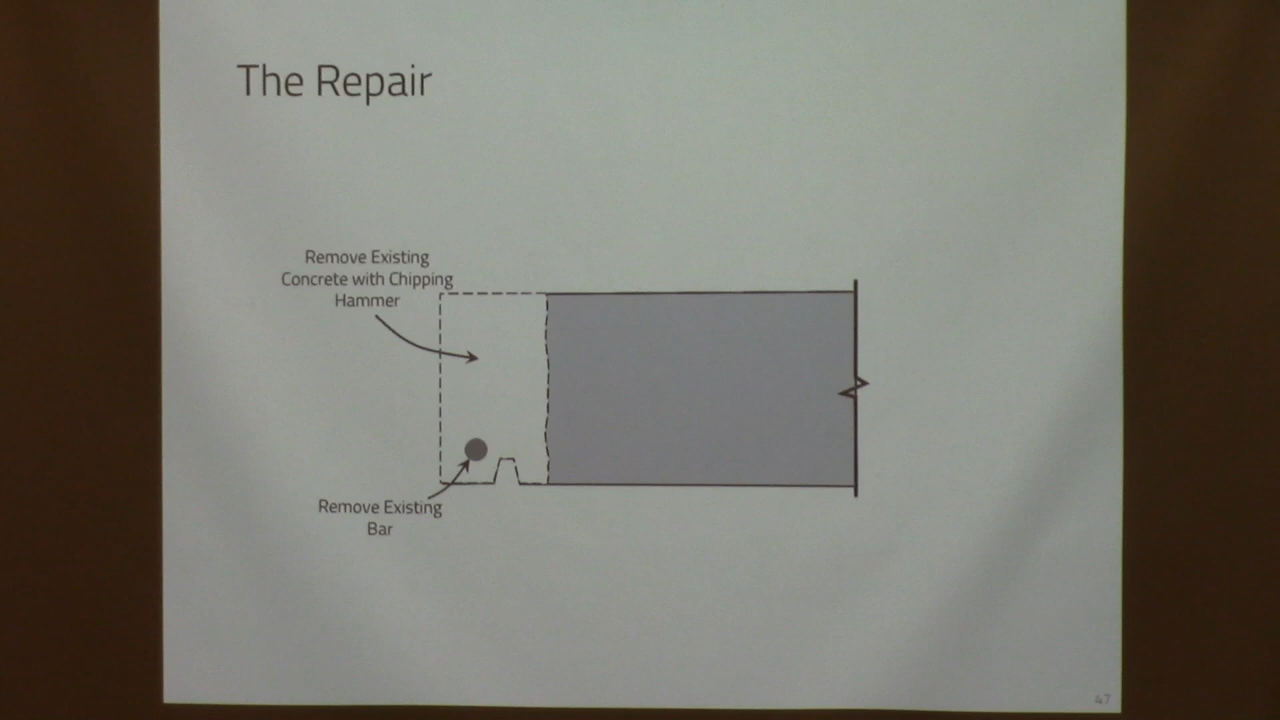 The Repair
Remove Existing
Concrete with Chipping
Hammer
Remove Existing
Bar
47